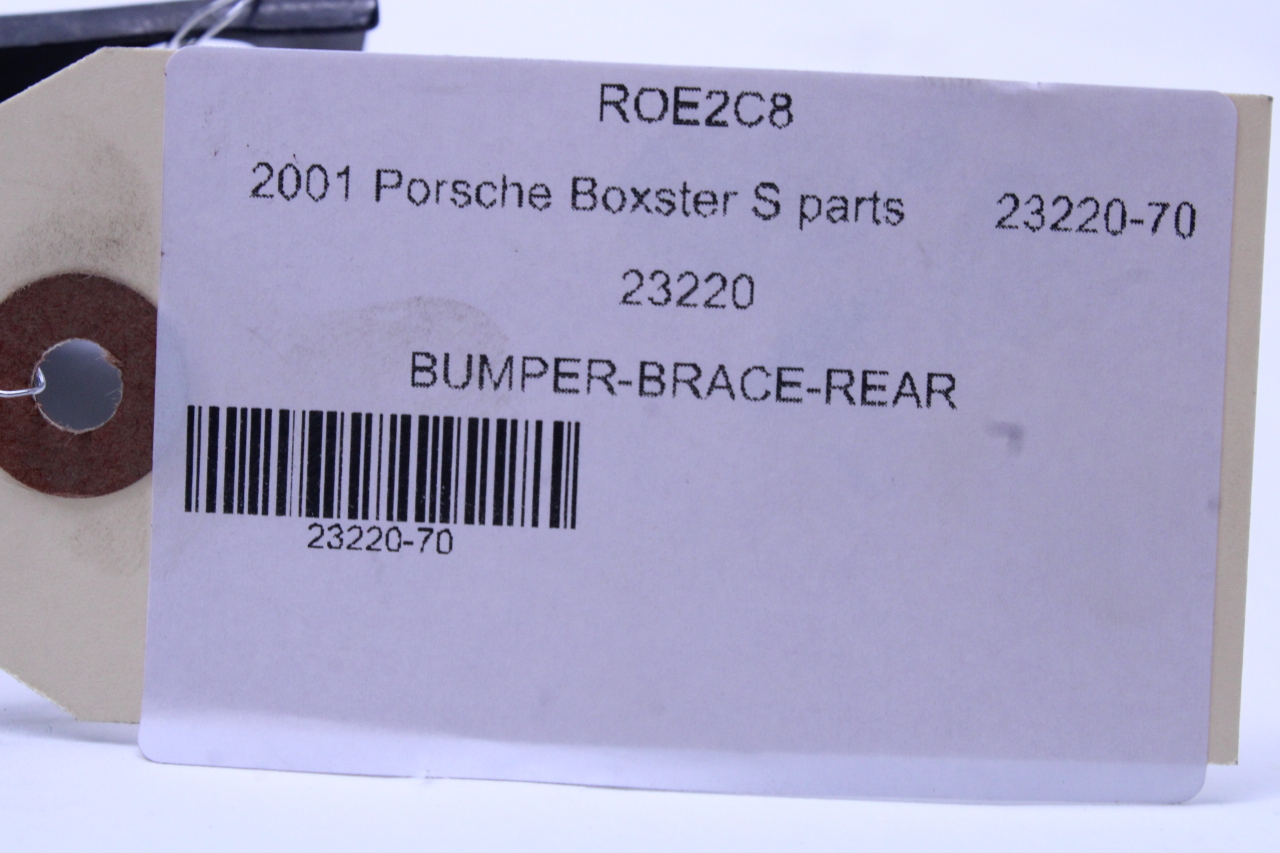 ROE2C8
2001 Porsche Boxster S parts 23220-70
23220
BUMPER-BRACE-REAR
23220-70